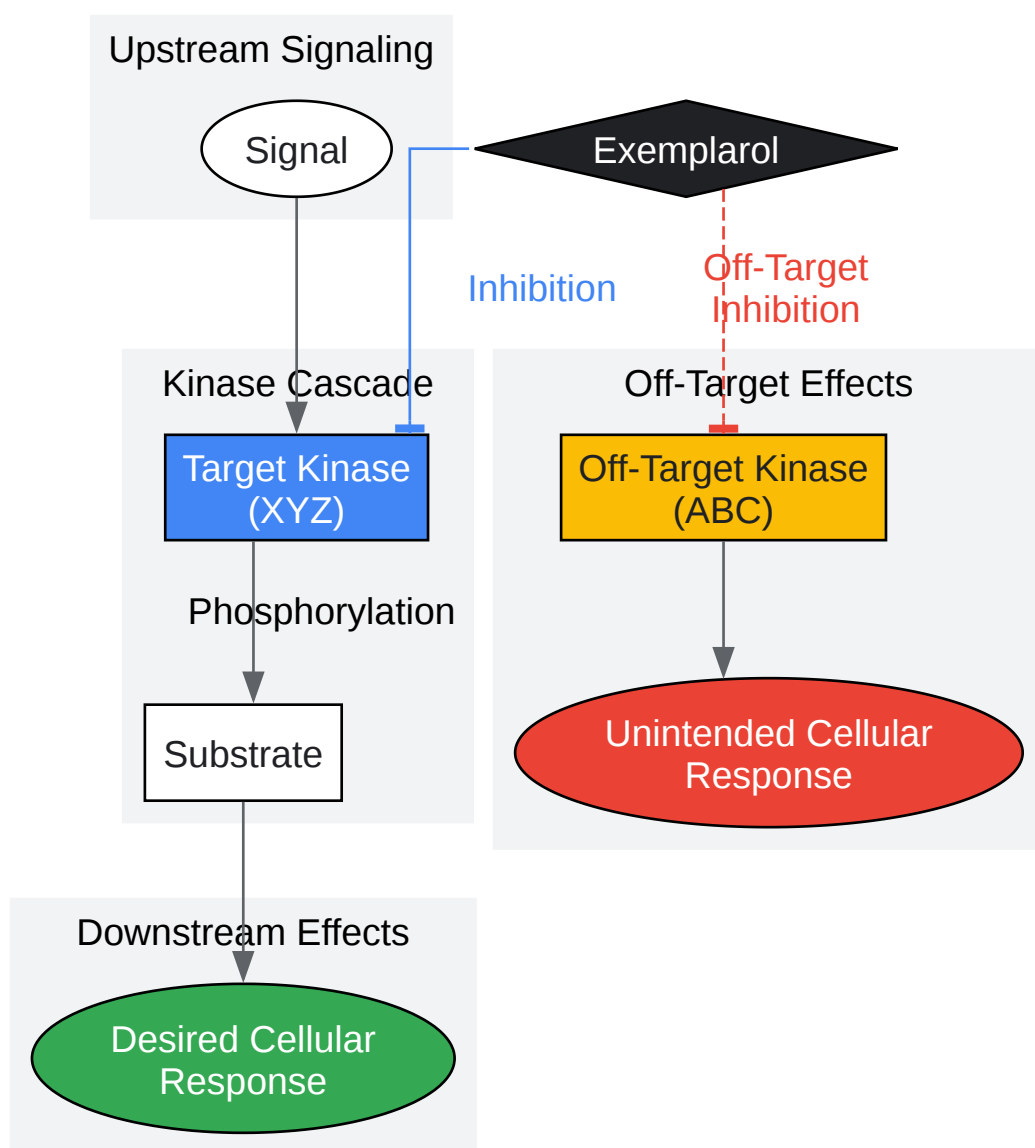 Upstream Signaling
Signal
Exemplarol
Inhibition
Off-Target
Inhibition
Kinase Cascade
Off-Target Effects
Target Kinase
(XYZ)
Off-Target Kinase
(ABC)
Phosphorylation
Substrate
Unintended Cellular
Response
Downstream Effects
Desired Cellular
Response